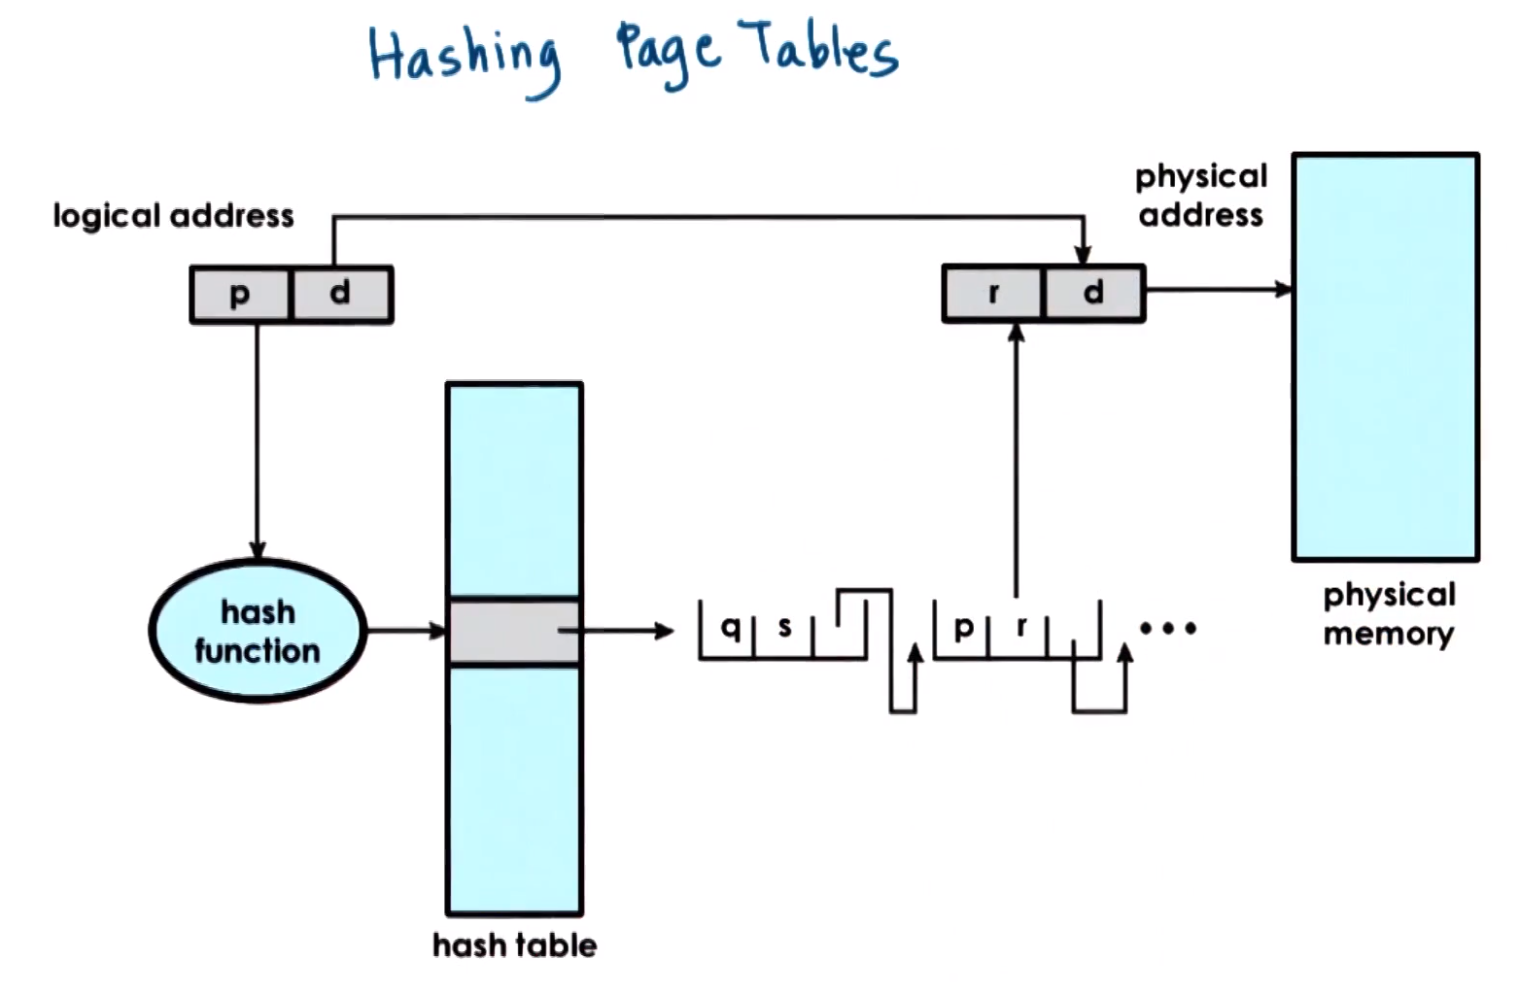 Hashing Page Tables
logical address
physical
address
p d
r d
hash
function
q s
p r
physical
memory
hash table